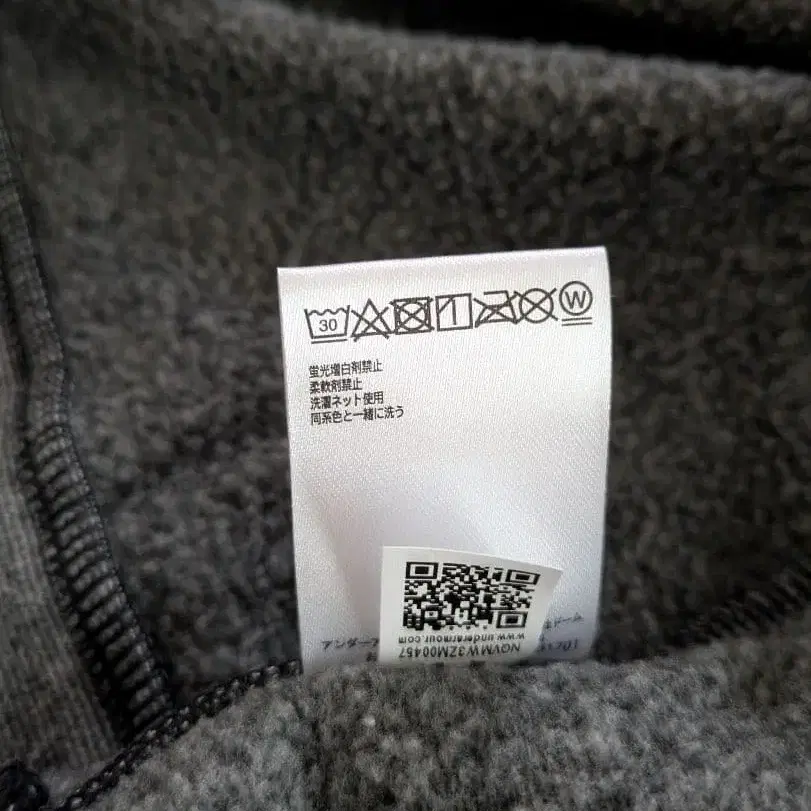 30 W
蛍光増白剤禁止
柔軟剤禁止
洗濯ネット使用
同系色と一緒に洗う
www.underarmour.com
NGVMW3ZM00457